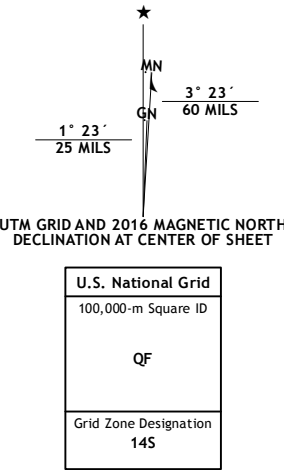 ★
MN
3° 23´
60 MILS
GN
1° 23´
25 MILS
UTM GRID AND 2016 MAGNETIC NORTH
DECLINATION AT CENTER OF SHEET
U.S. National Grid
100,000-m Square ID
QF
Grid Zone Designation
14S